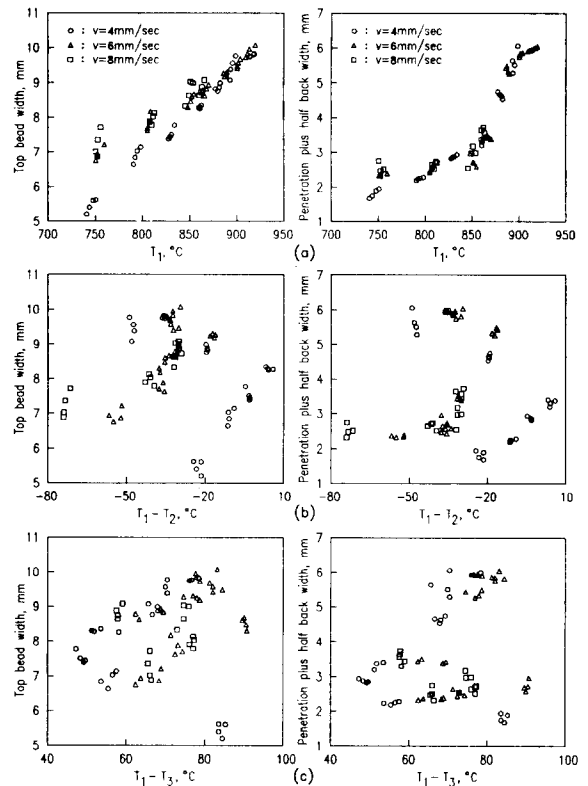 ○ : v=4mm/sec
▲ : v=6mm/sec
□ : v=8mm/sec
Top bead width, mm
11
10
9
8
7
6
5
700 750 800 850 900 950
T1, °C
○ : v=4mm/sec
▲ : v=6mm/sec
□ : v=8mm/sec
Penetration plus half back width, mm
7
6
5
4
3
2
1
700 750 800 850 900 950
T1, °C
(a)
Top bead width, mm
11
10
9
8
7
6
5
-80 -50 -20 10
T1-T2, °C
Penetration plus half back width, mm
7
6
5
4
3
2
1
-80 -50 -20 10
T1-T2, °C
(b)
Top bead width, mm
11
10
9
8
7
6
5
40 60 80 100
T1-T3, °C
Penetration plus half back width, mm
7
6
5
4
3
2
1
40 60 80 100
T1-T3, °C
(c)